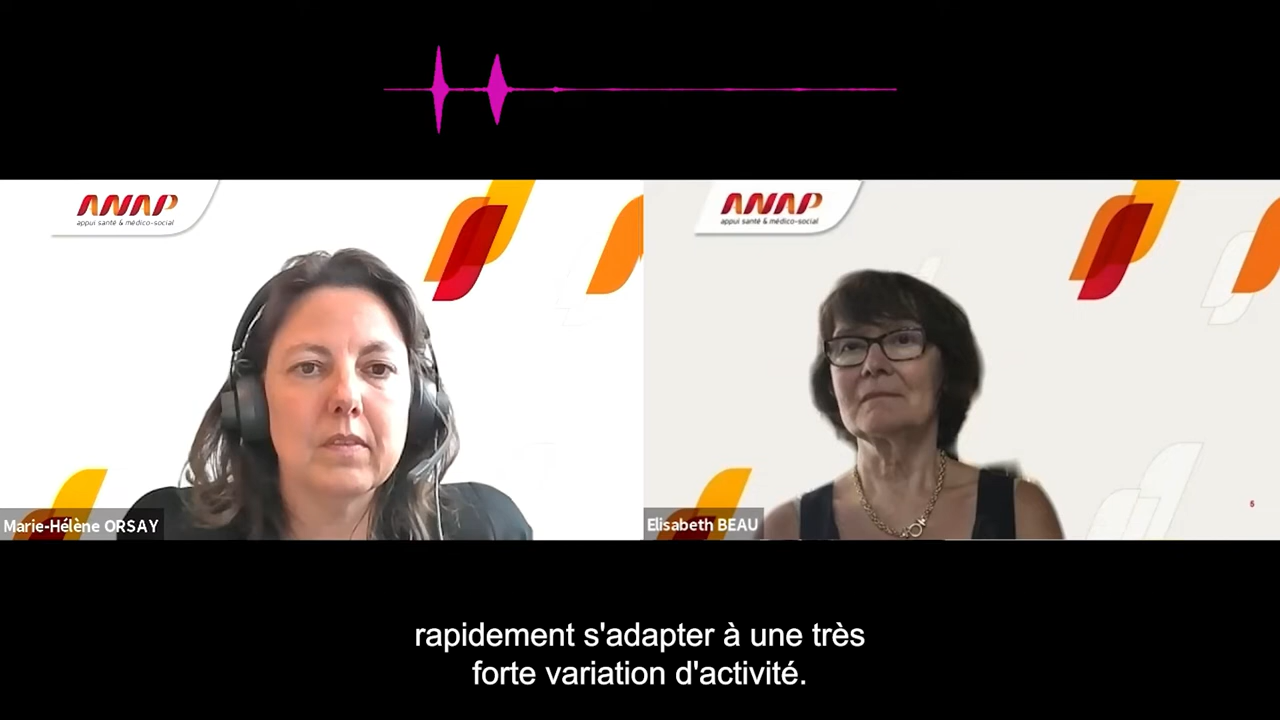 ANAP
appui santé & médico-social
ANAP
appui santé & médico-social
Marie-Hélène ORSAY
Elisabeth BEAU
6
rapidement s'adapter à une très
forte variation d'activité.